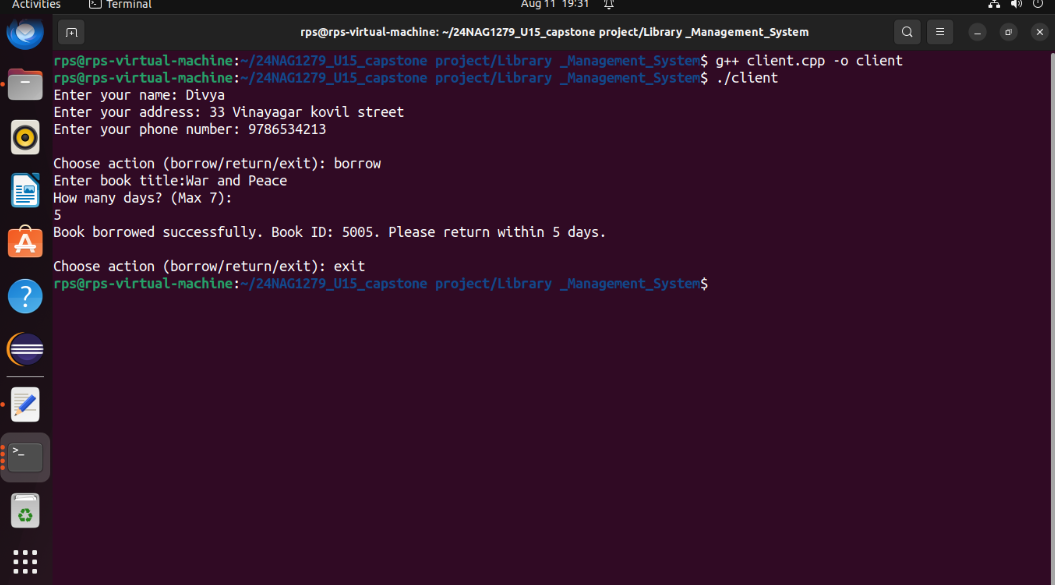 Activities Terminal Aug 11 19:31
rps@rps-virtual-machine: ~/24NAG1279_U15_capstone project/Library _Management_System
rps@rps-virtual-machine:~/24NAG1279_U15_capstone project/Library _Management_System$ g++ client.cpp -o client
rps@rps-virtual-machine:~/24NAG1279_U15_capstone project/Library _Management_System$ ./client
Enter your name: Divya
Enter your address: 33 Vinayagar kovil street
Enter your phone number: 9786534213
Choose action (borrow/return/exit): borrow
Enter book title:War and Peace
How many days? (Max 7):
5
Book borrowed successfully. Book ID: 5005. Please return within 5 days.
Choose action (borrow/return/exit): exit
rps@rps-virtual-machine:~/24NAG1279_U15_capstone project/Library _Management_System$